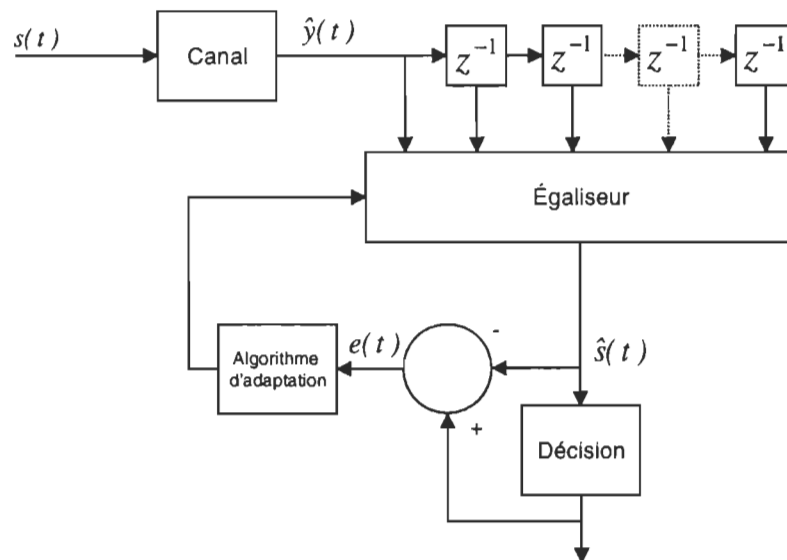 s(t)
Canal
ŷ(t)
z⁻¹
z⁻¹
z⁻¹
z⁻¹
Égaliseur
-
e(t)
ŝ(t)
Algorithme
d'adaptation
+
Décision